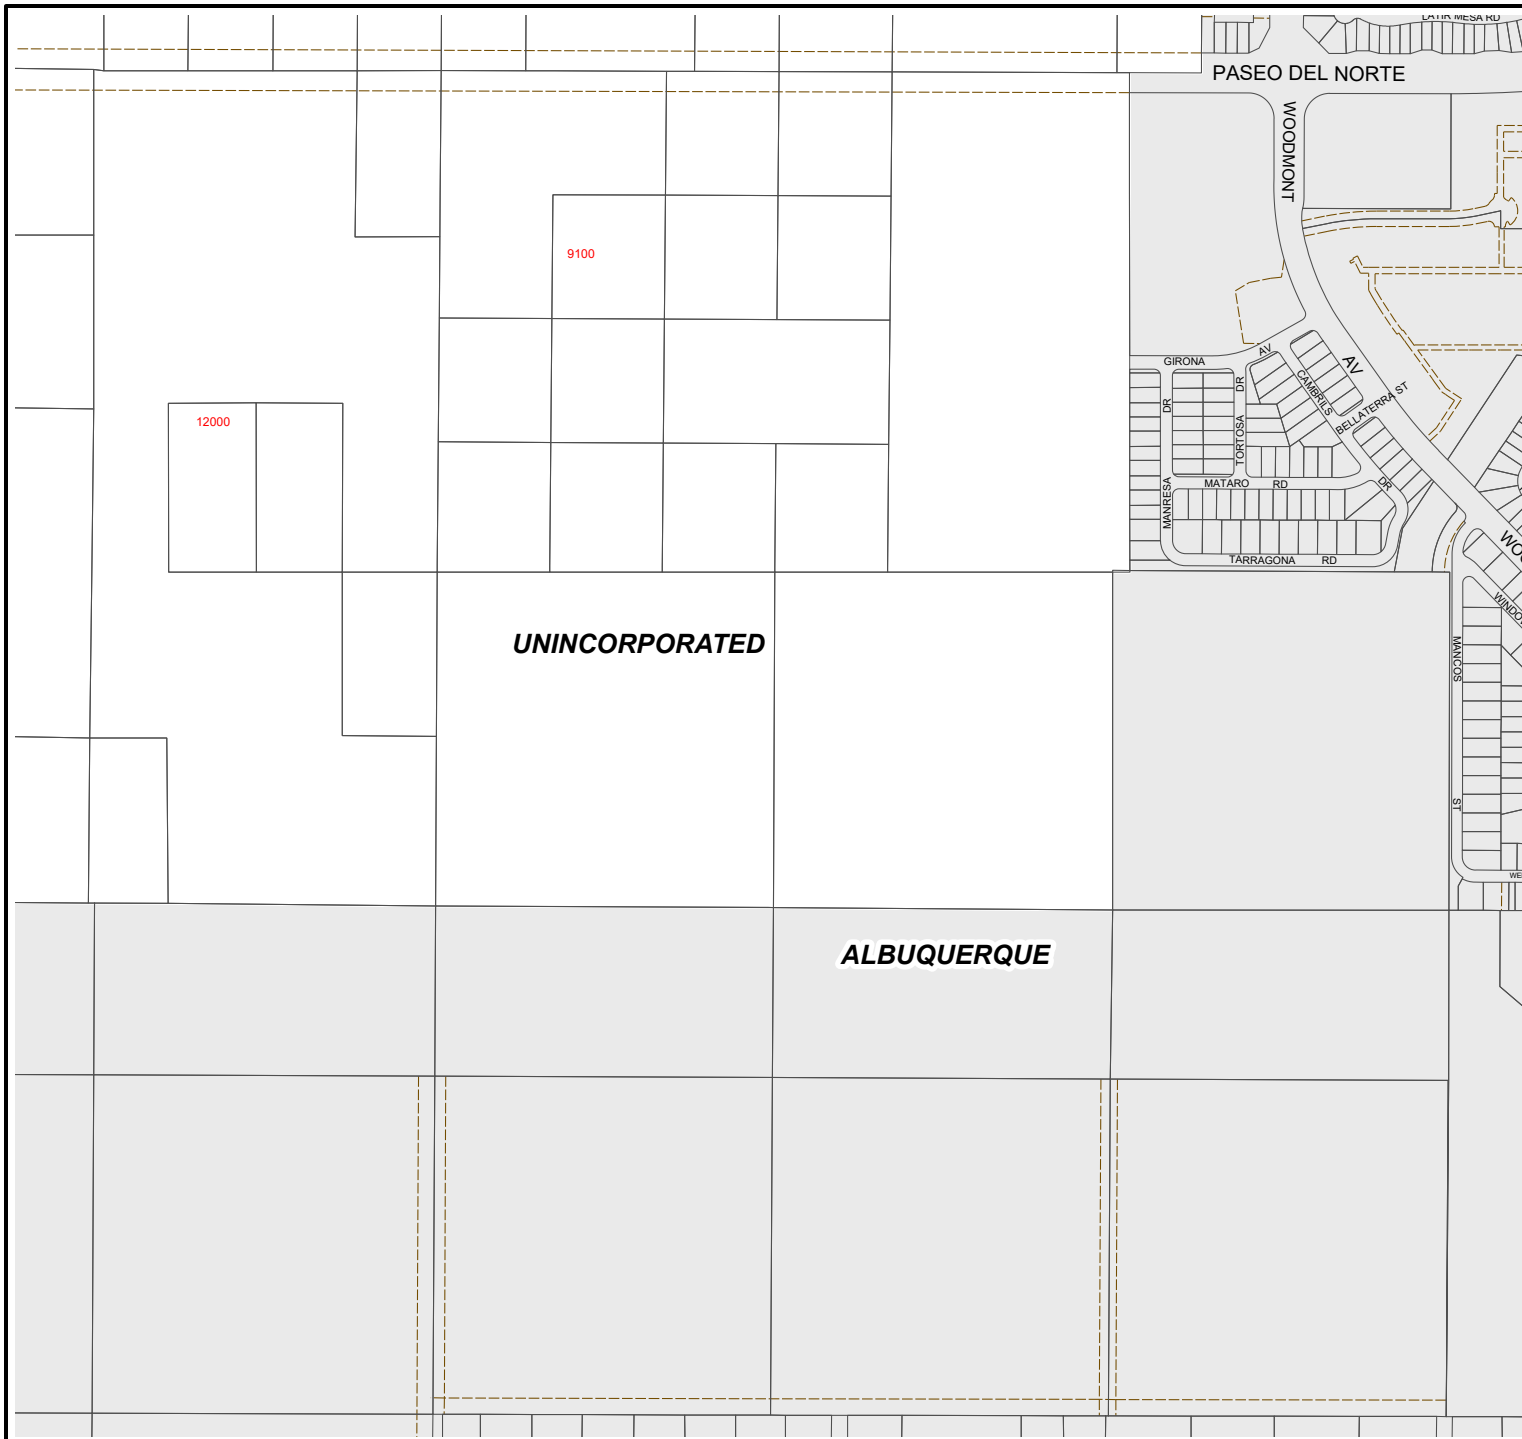 LATIR MESA RD
PASEO DEL NORTE
WOODMONT
AV
9100
GIRONA
AV
DR
DR
CAMBRILS
BELLATERRA ST
TORTOSA
12000
MATARO RD
DR
MANRESA
TARRAGONA RD
UNINCORPORATED
MANCOS
ST
ALBUQUERQUE